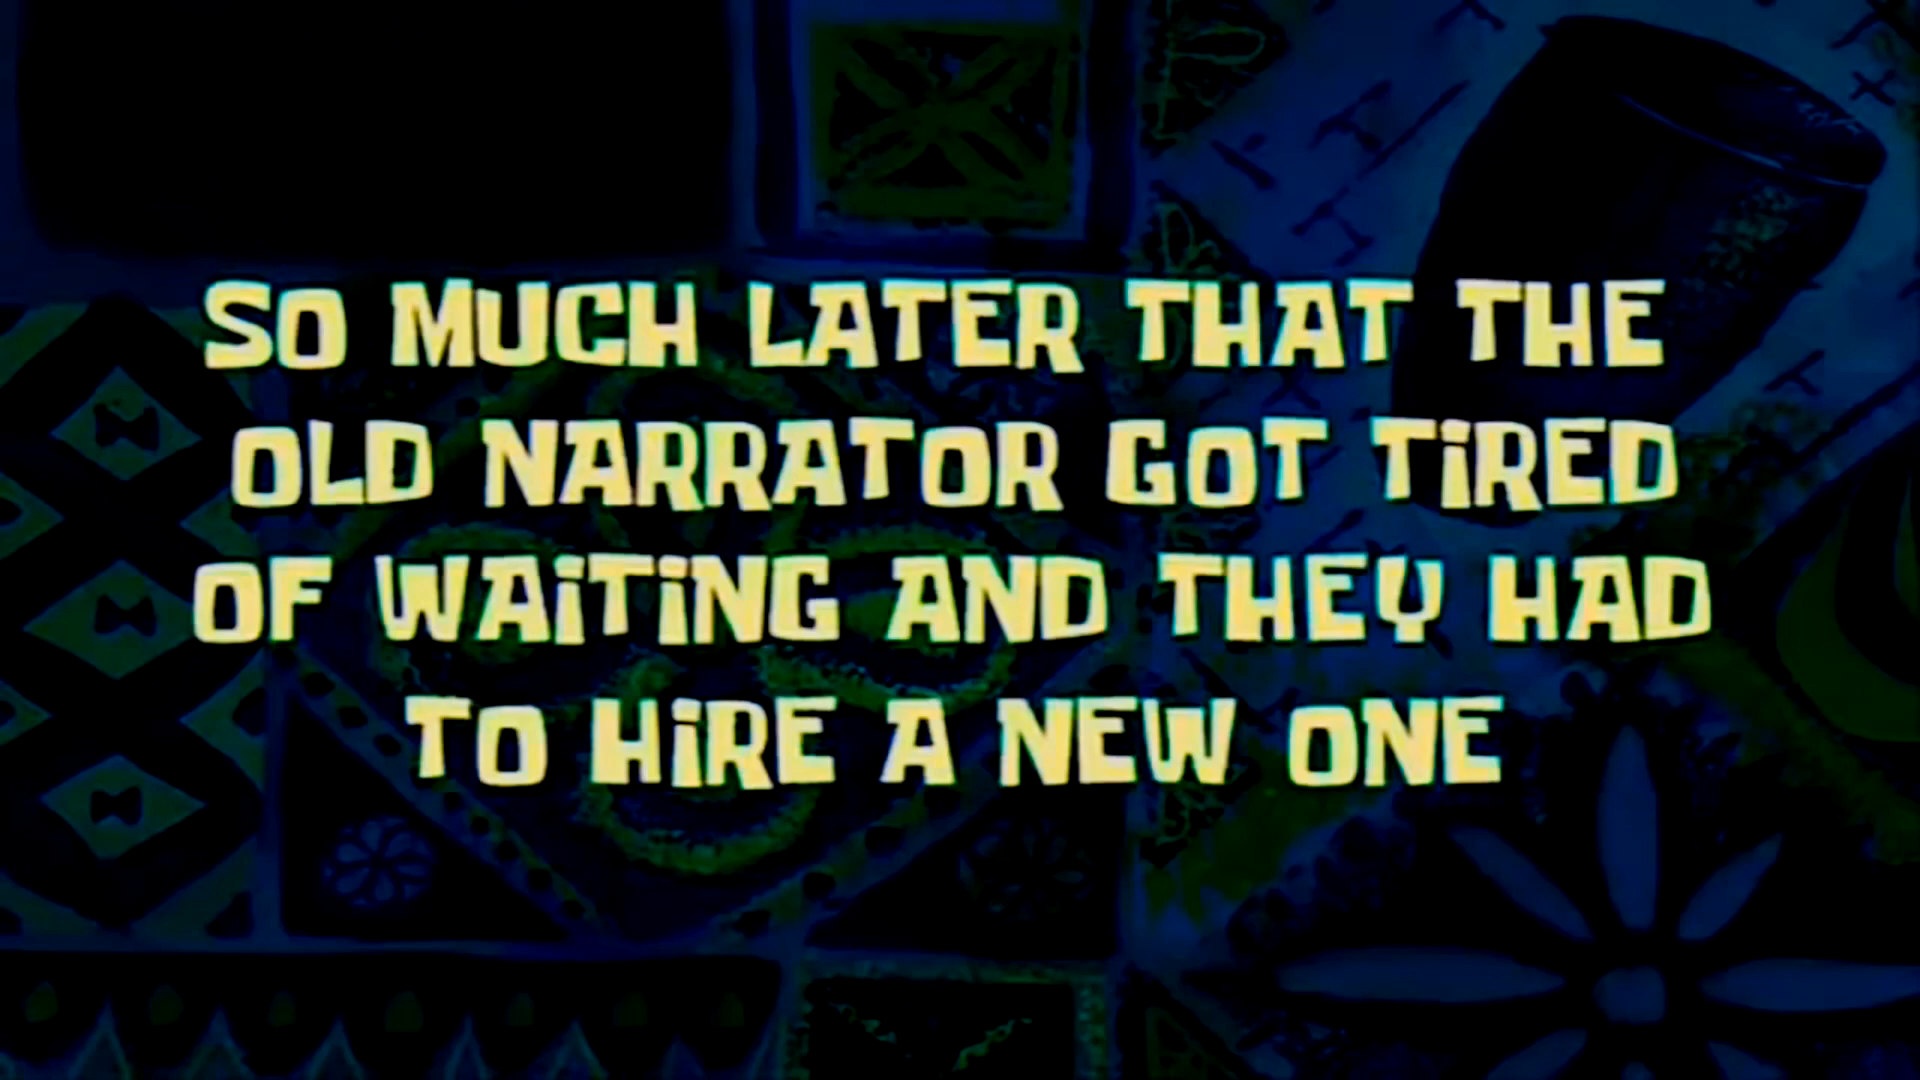 SO MUCH LATER THAT THE
OLD NARRATOR GOT TIRED
OF WAITING AND THEY HAD
TO HIRE A NEW ONE